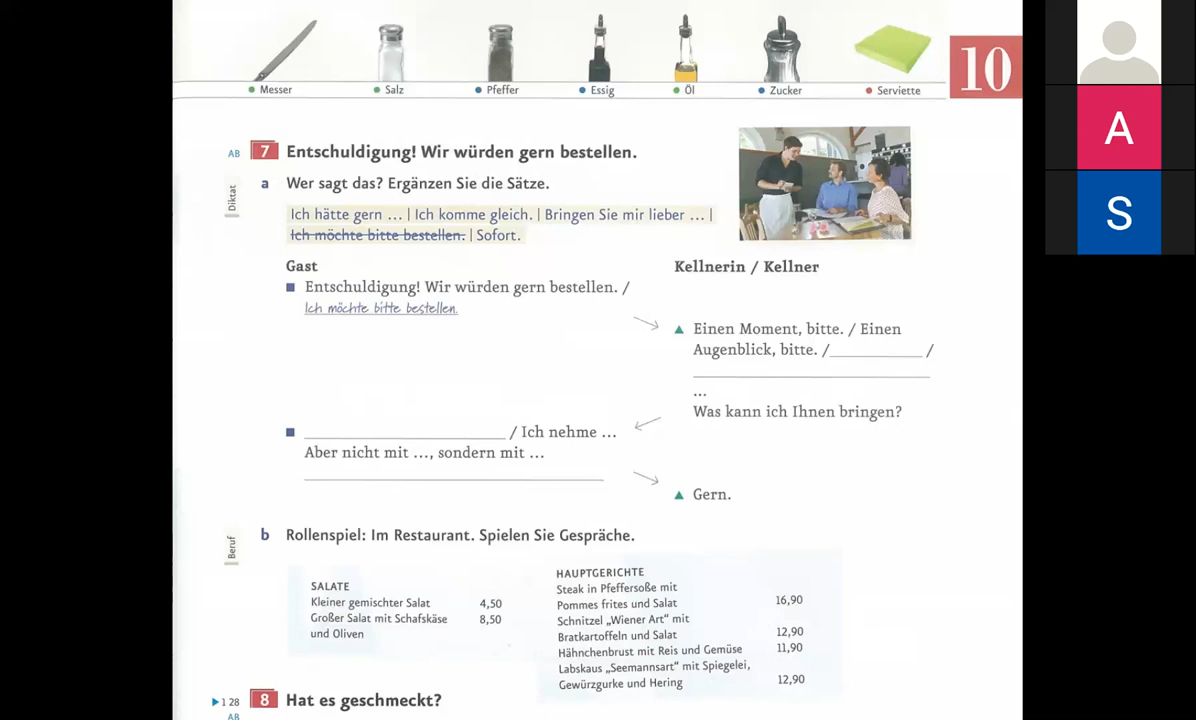 Messer
Salz
Pfeffer
Essig
Öl
Zucker
Serviette
10
AB 7 Entschuldigung! Wir würden gern bestellen.
Diktat
a Wer sagt das? Ergänzen Sie die Sätze.
Ich hätte gern ... | Ich komme gleich. | Bringen Sie mir lieber ... |
Ich möchte bitte bestellen. | Sofort.
Gast
Entschuldigung! Wir würden gern bestellen. /
Ich möchte bitte bestellen.
Kellnerin / Kellner
Einen Moment, bitte. / Einen
Augenblick, bitte. /____________ /
...
Was kann ich Ihnen bringen?
__________________________ / Ich nehme ...
Aber nicht mit ..., sondern mit ...
Gern.
Beruf
b Rollenspiel: Im Restaurant. Spielen Sie Gespräche.
SALATE
Kleiner gemischter Salat 4,50
Großer Salat mit Schafskäse 8,50
und Oliven
HAUPTGERICHTE
Steak in Pfeffersoße mit
Pommes frites und Salat 16,90
Schnitzel „Wiener Art" mit
Bratkartoffeln und Salat 12,90
Hähnchenbrust mit Reis und Gemüse 11,90
Labskaus „Seemannsart" mit Spiegelei,
Gewürzgurke und Hering 12,90
▶1 28 8 Hat es geschmeckt?
AB
A
S